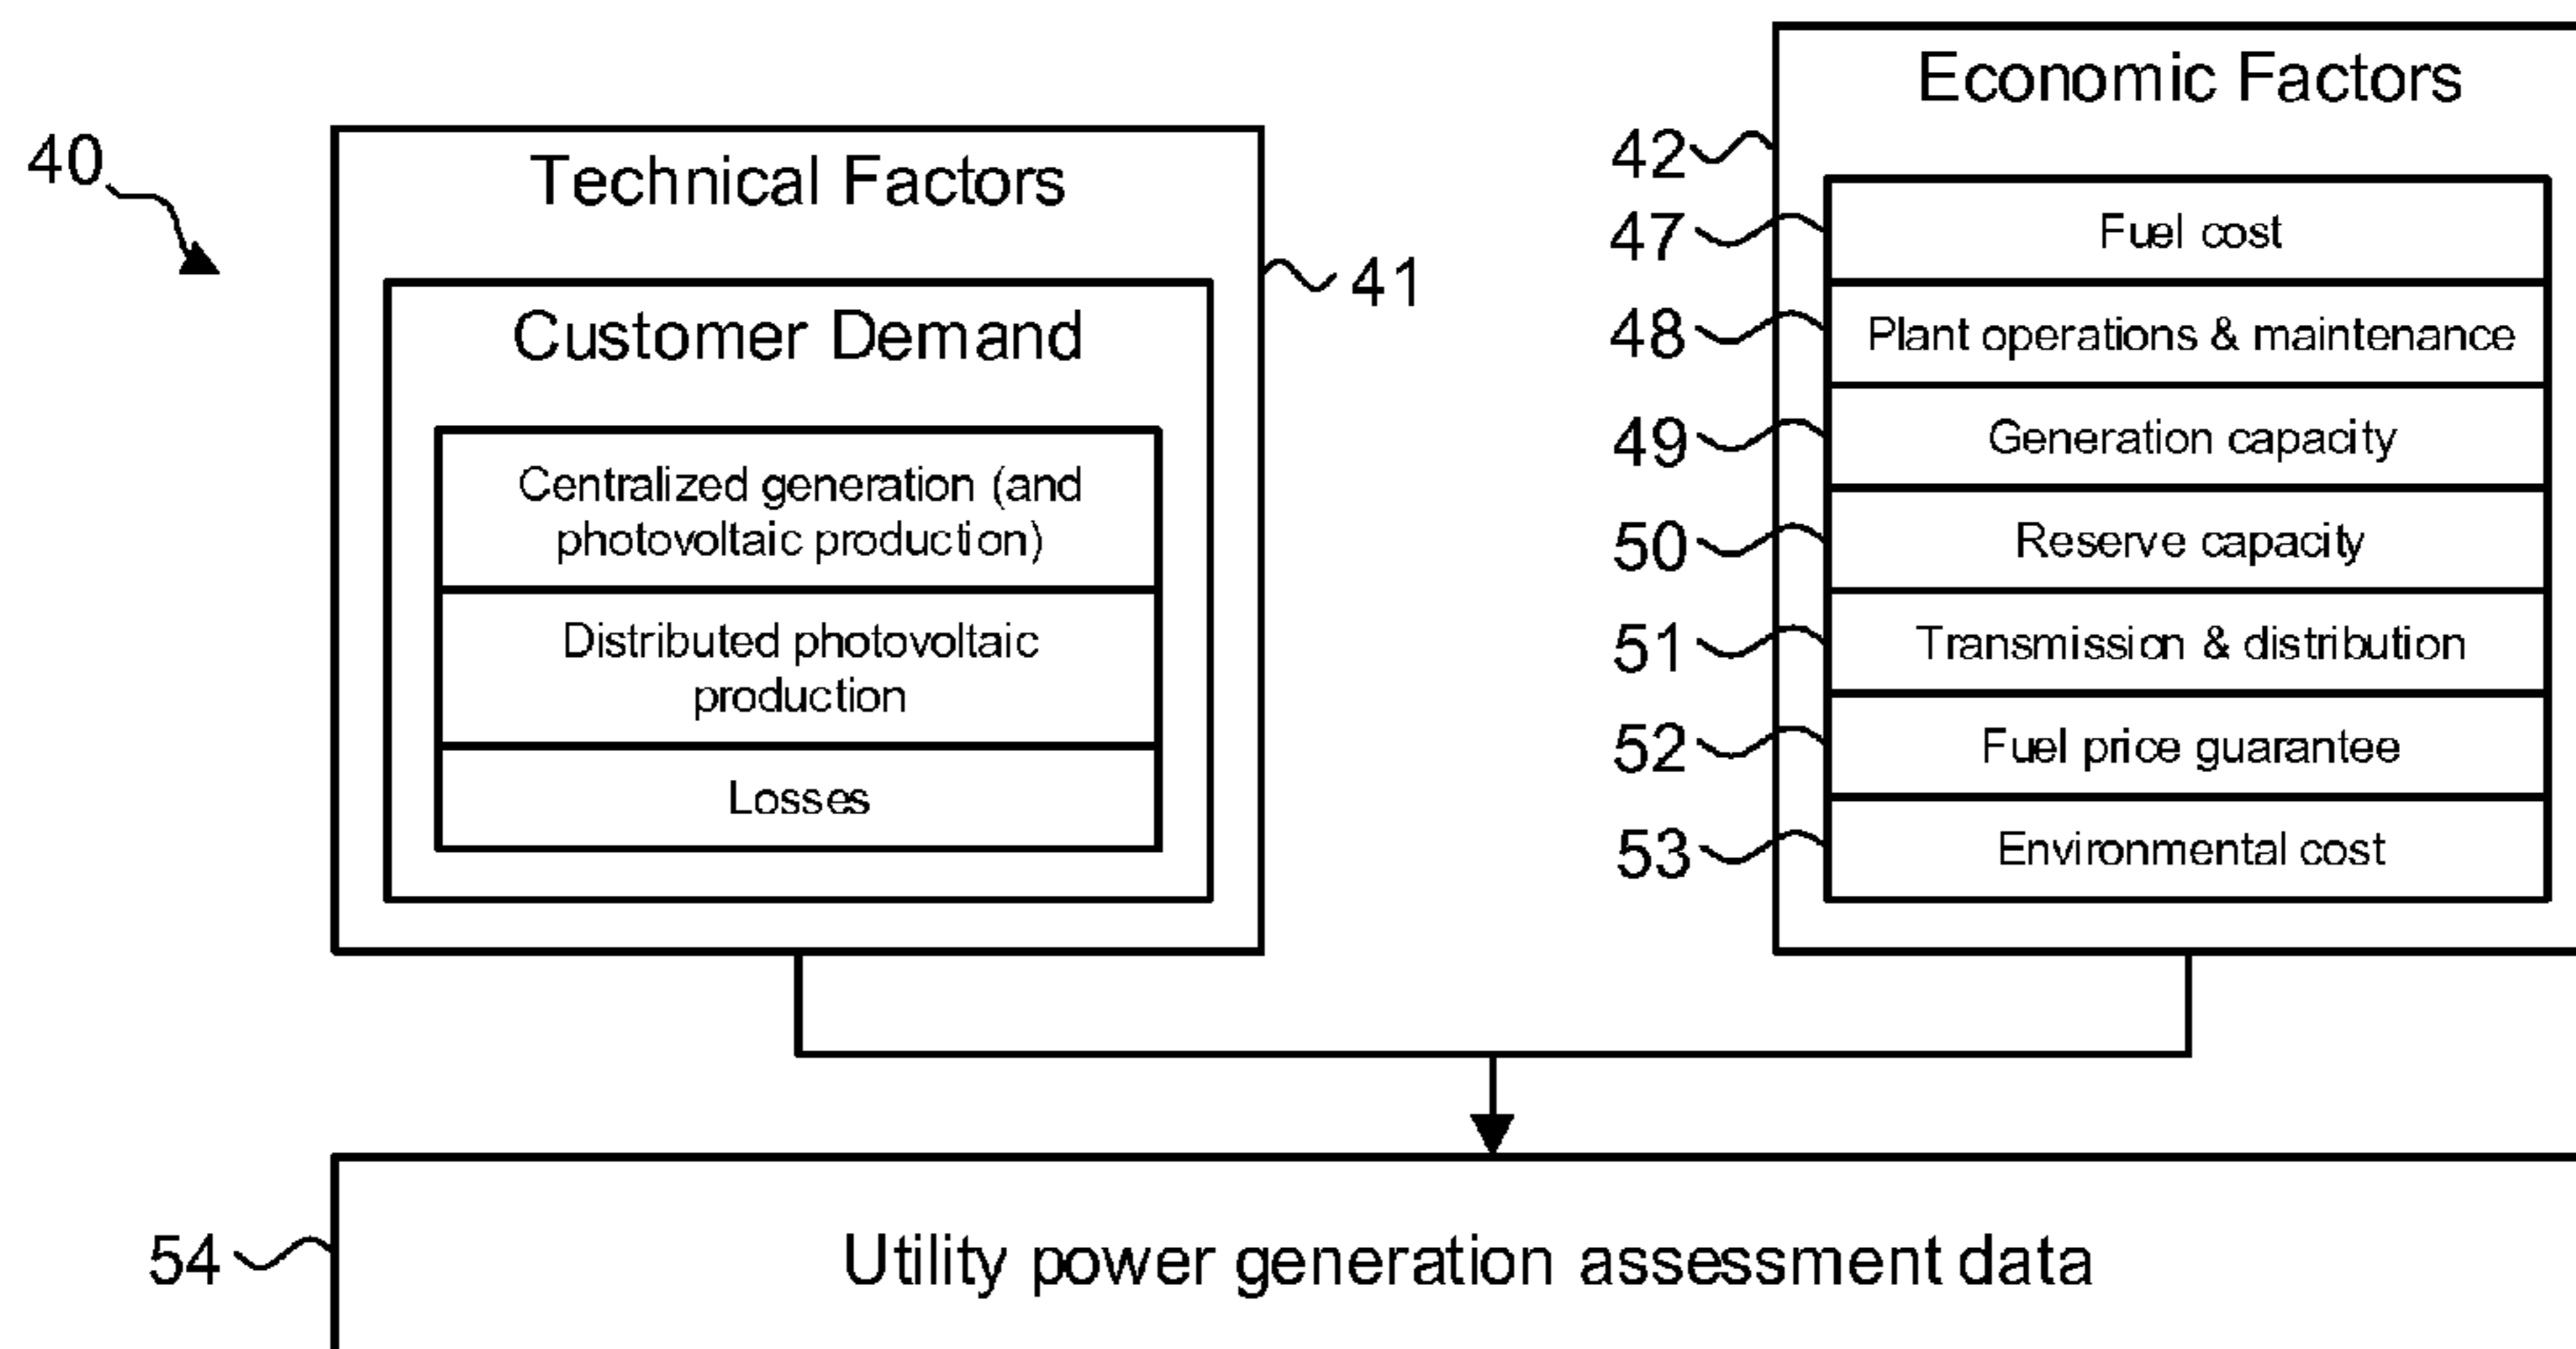 40
Technical Factors
41
Customer Demand
Centralized generation (and
photovoltaic production)
Distributed photovoltaic
production
Losses
Economic Factors
42
47
Fuel cost
48
Plant operations & maintenance
49
Generation capacity
50
Reserve capacity
51
Transmission & distribution
52
Fuel price guarantee
53
Environmental cost
54
Utility power generation assessment data